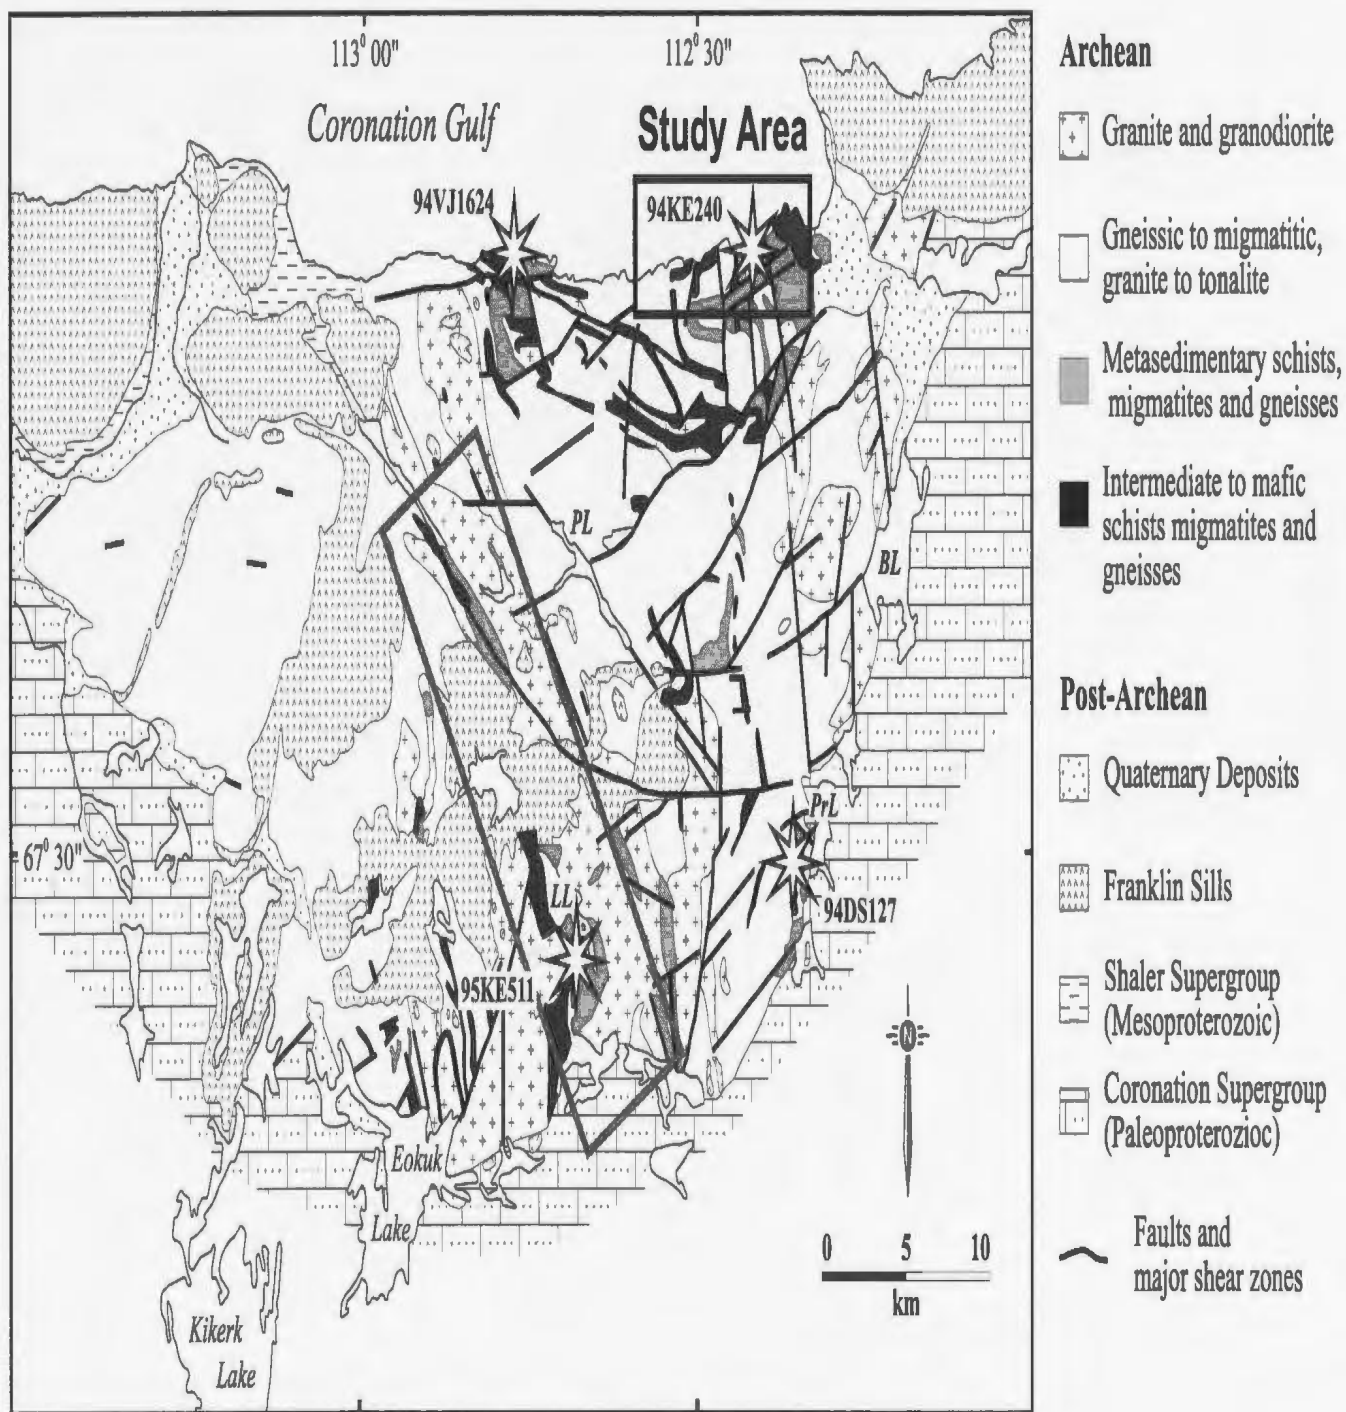 113° 00"
112° 30"
Coronation Gulf
Study Area
94VJ1624
94KE240
PL
BL
PrL
67° 30"
LL
94DS127
95KE511
N
Eokuk
Lake
Kikerk
Lake
0 5 10
km
Archean
Granite and granodiorite
Gneissic to migmatitic,
granite to tonalite
Metasedimentary schists,
migmatites and gneisses
Intermediate to mafic
schists migmatites and
gneisses
Post-Archean
Quaternary Deposits
Franklin Sills
Shaler Supergroup
(Mesoproterozoic)
Coronation Supergroup
(Paleoproterozioc)
Faults and
major shear zones